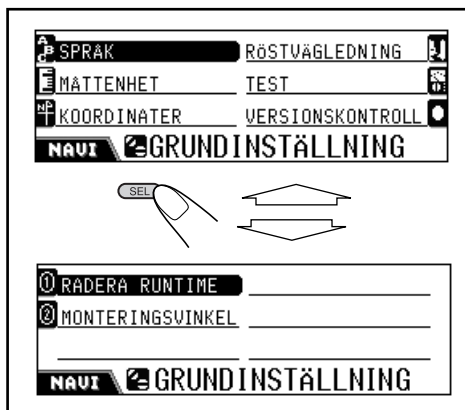 SPRÅK RÖSTVÄGLEDNING
MÅTTENHET TEST
KOORDINATER VERSIONSKONTROLL
NAVI GRUNDINSTÄLLNING
SEL
1 RADERA RUNTIME
2 MONTERINGSVINKEL
NAVI GRUNDINSTÄLLNING